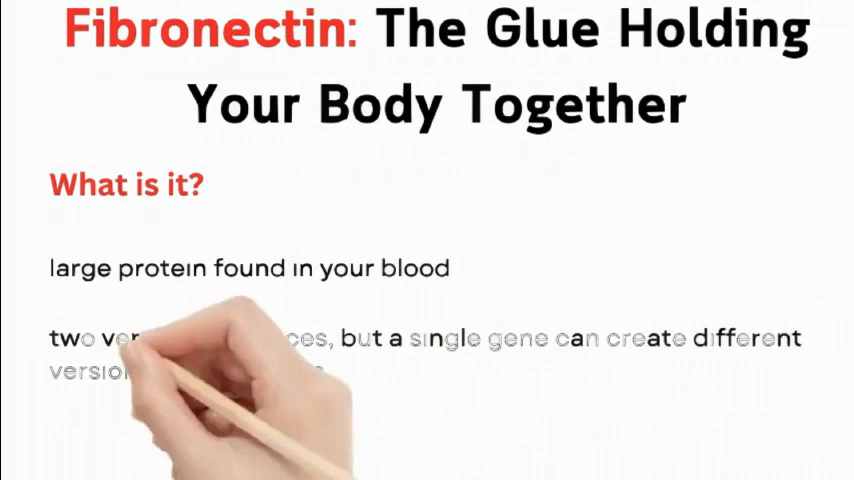 Fibronectin: The Glue Holding
Your Body Together
What is it?
large protein found in your blood
two but a single gene can create different